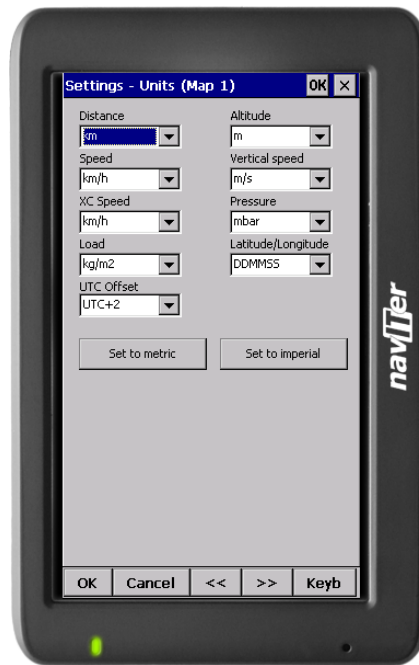 Settings - Units (Map 1) OK ×
Distance Altitude
km m
Speed Vertical speed
km/h m/s
XC Speed Pressure
km/h mbar
Load Latitude/Longitude
kg/m2 DDMMSS
UTC Offset
UTC+2
Set to metric Set to imperial
OK Cancel << >> Keyb
naviter